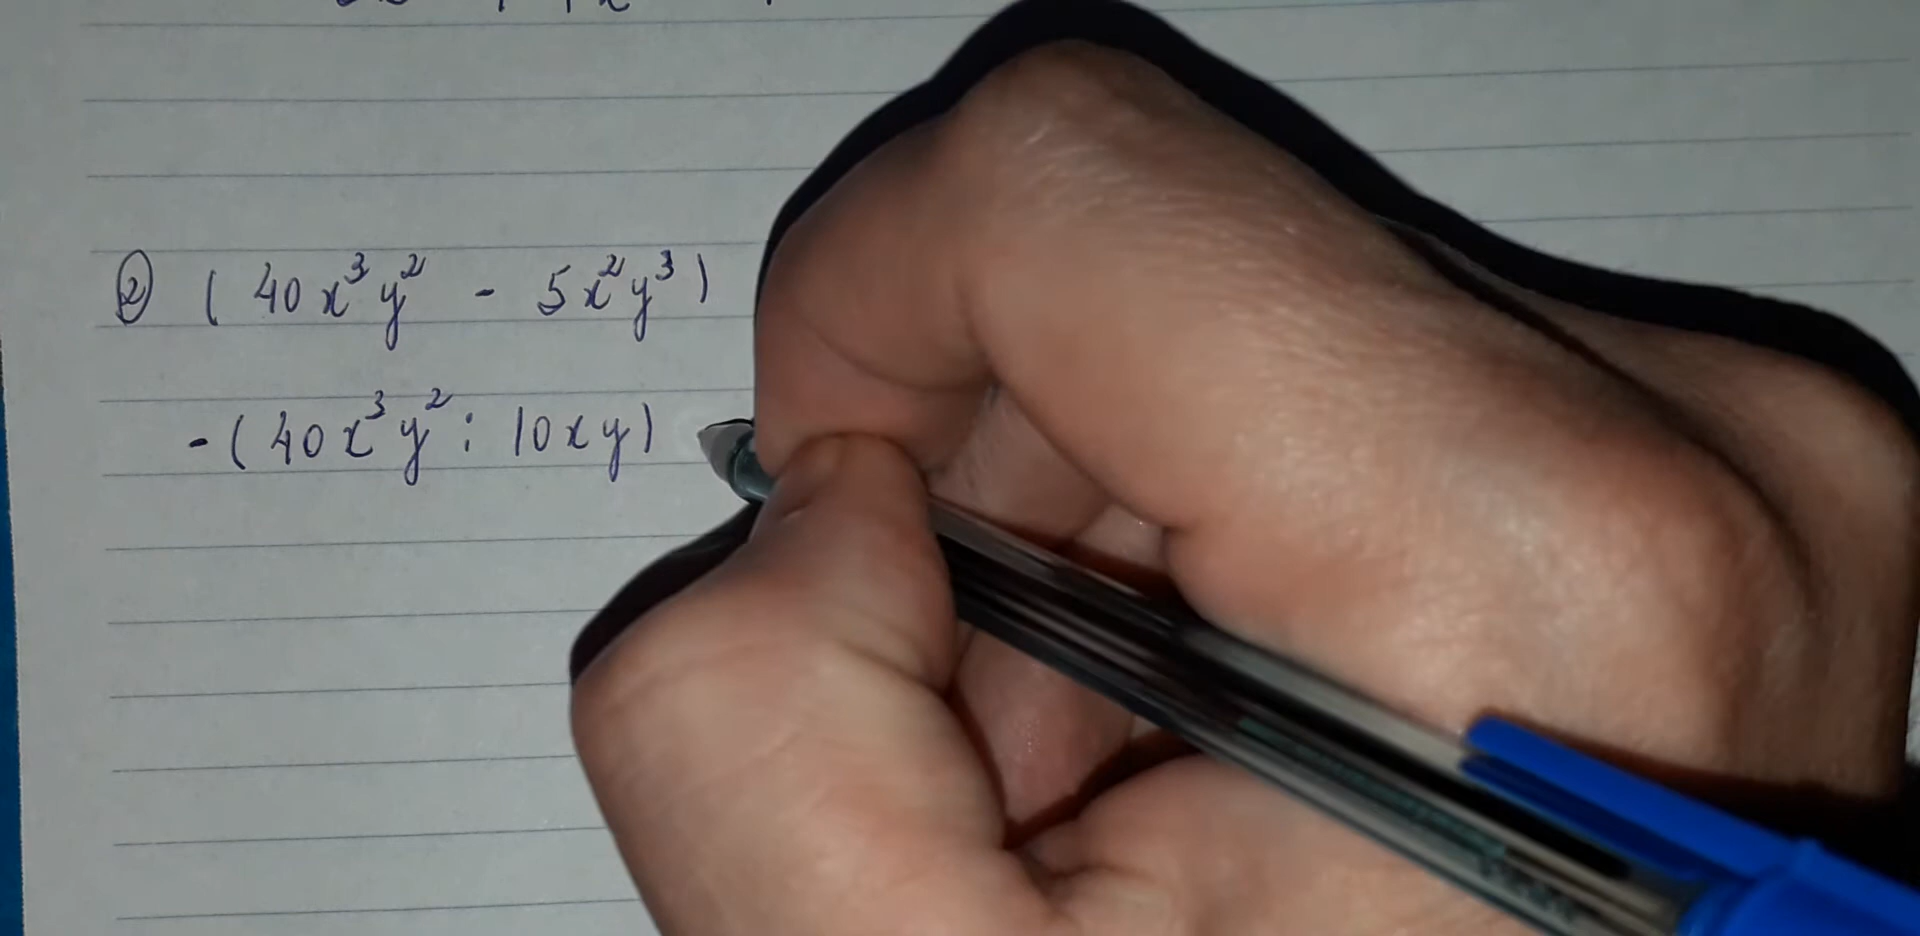 ② (40x³y² - 5x²y³)
-(40x³y² : 10xy)